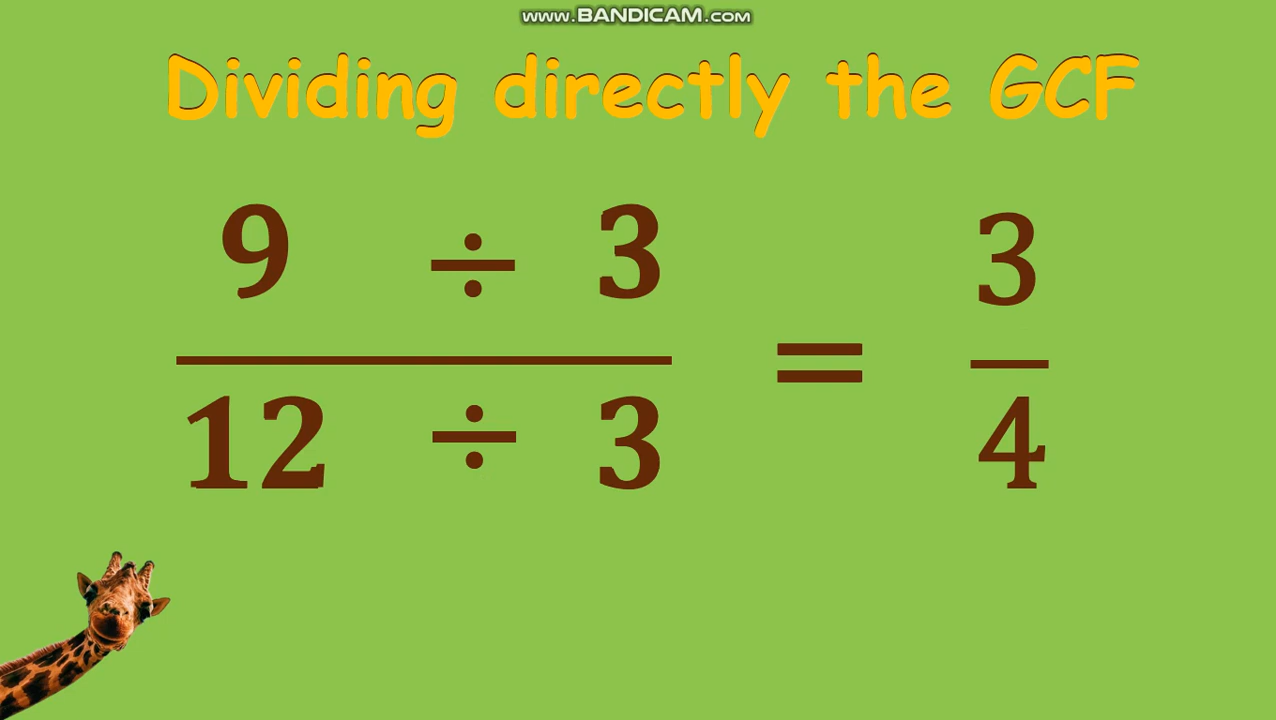 www.BANDICAM.com
Dividing directly the GCF
9 ÷ 3
12 ÷ 3
=
3
4